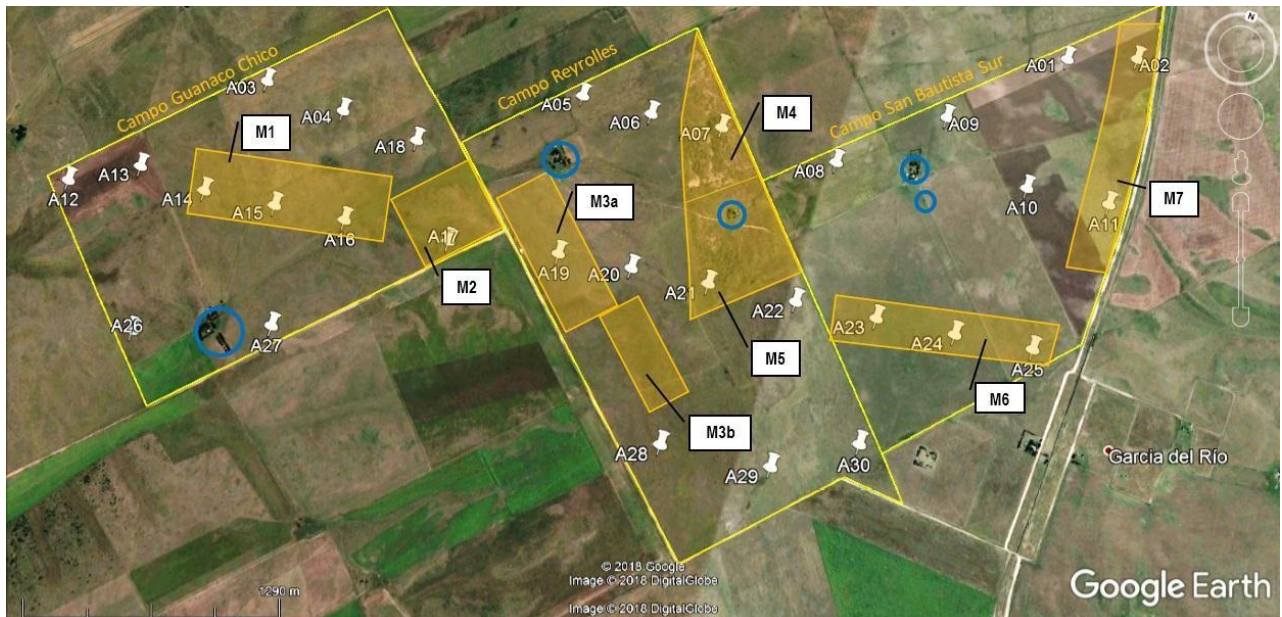 Campo Guanaco Chico
Campo Reyrolles
Campo San Bautista Sur
A01
A02
A03
A04
A05
A06
A07
M4
A09
A18
M1
A08
A13
A12
A14
A15
A16
M3a
A10
A11
M7
A17
M2
A19
A20
A21
A22
A23
A24
A25
A26
A27
M5
M6
M3b
A28
A29
A30
Garcia del Río
© 2018 Google
Image © 2018 DigitalGlobe
1290 m
Image © 2018 DigitalGlobe
Google Earth
N